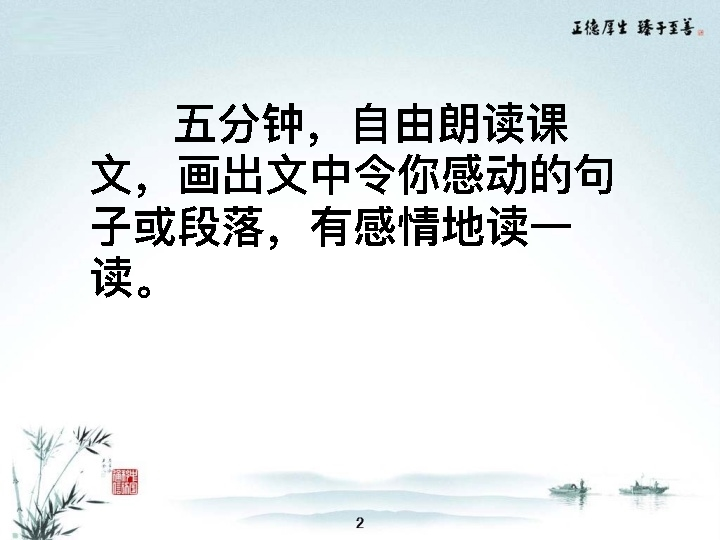 正德厚生 臻于至善
五分钟，自由朗读课
文，画出文中令你感动的句
子或段落，有感情地读一
读。
2